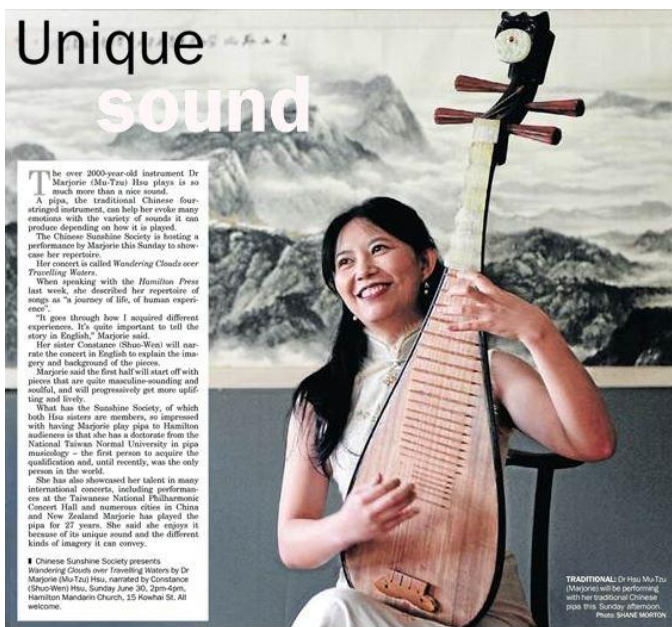 Unique
sound
The over 2000-year-old instrument Dr
Marjorie (Mu-Tzu) Hsu plays is so
much more than a nice sound.
A pipa, the traditional Chinese four-
stringed instrument, can help her evoke many
emotions with the variety of sounds it can
produce depending on how it is played.
The Chinese Sunshine Society is hosting a
performance by Marjorie this Sunday to show-
case her repertoire.
Her concert is called Wandering Clouds over
Travelling Waters.
When speaking with the Hamilton Press
last week, she described her repertoire of
songs as "a journey of life, of human experi-
ence".
"It goes through how I acquired different
experiences. It's quite important to tell the
story in English," Marjorie said.
Her sister Constance (Shuo-Wen) will nar-
rate the concert in English to explain the ima-
gery and background of the pieces.
Marjorie said the first half will start off with
pieces that are quite masculine-sounding and
soulful, and will progressively get more uplif-
ting and lively.
What has the Sunshine Society, of which
both Hsu sisters are members, so impressed
with having Marjorie play pipa to Hamilton
audiences is that she has a doctorate from the
National Taiwan Normal University in pipa
musicology – the first person to acquire the
qualification and, until recently, was the only
person in the world.
She has also showcased her talent in many
international concerts, including performan-
ces at the Taiwanese National Philharmonic
Concert Hall and numerous cities in China
and New Zealand Marjorie has played the
pipa for 27 years. She said she enjoys it
because of its unique sound and the different
kinds of imagery it can convey.
Chinese Sunshine Society presents
Wandering Clouds over Travelling Waters by Dr
Marjorie (Mu-Tzu) Hsu, narrated by Constance
(Shuo-Wen) Hsu, Sunday June 30, 2pm-4pm,
Hamilton Mandarin Church, 15 Kowhai St. All
welcome.
TRADITIONAL: Dr Hsu Mu-Tzu
(Marjorie) will be performing
with her traditional Chinese
pipa this Sunday afternoon.
Photo: SHANE MORTON